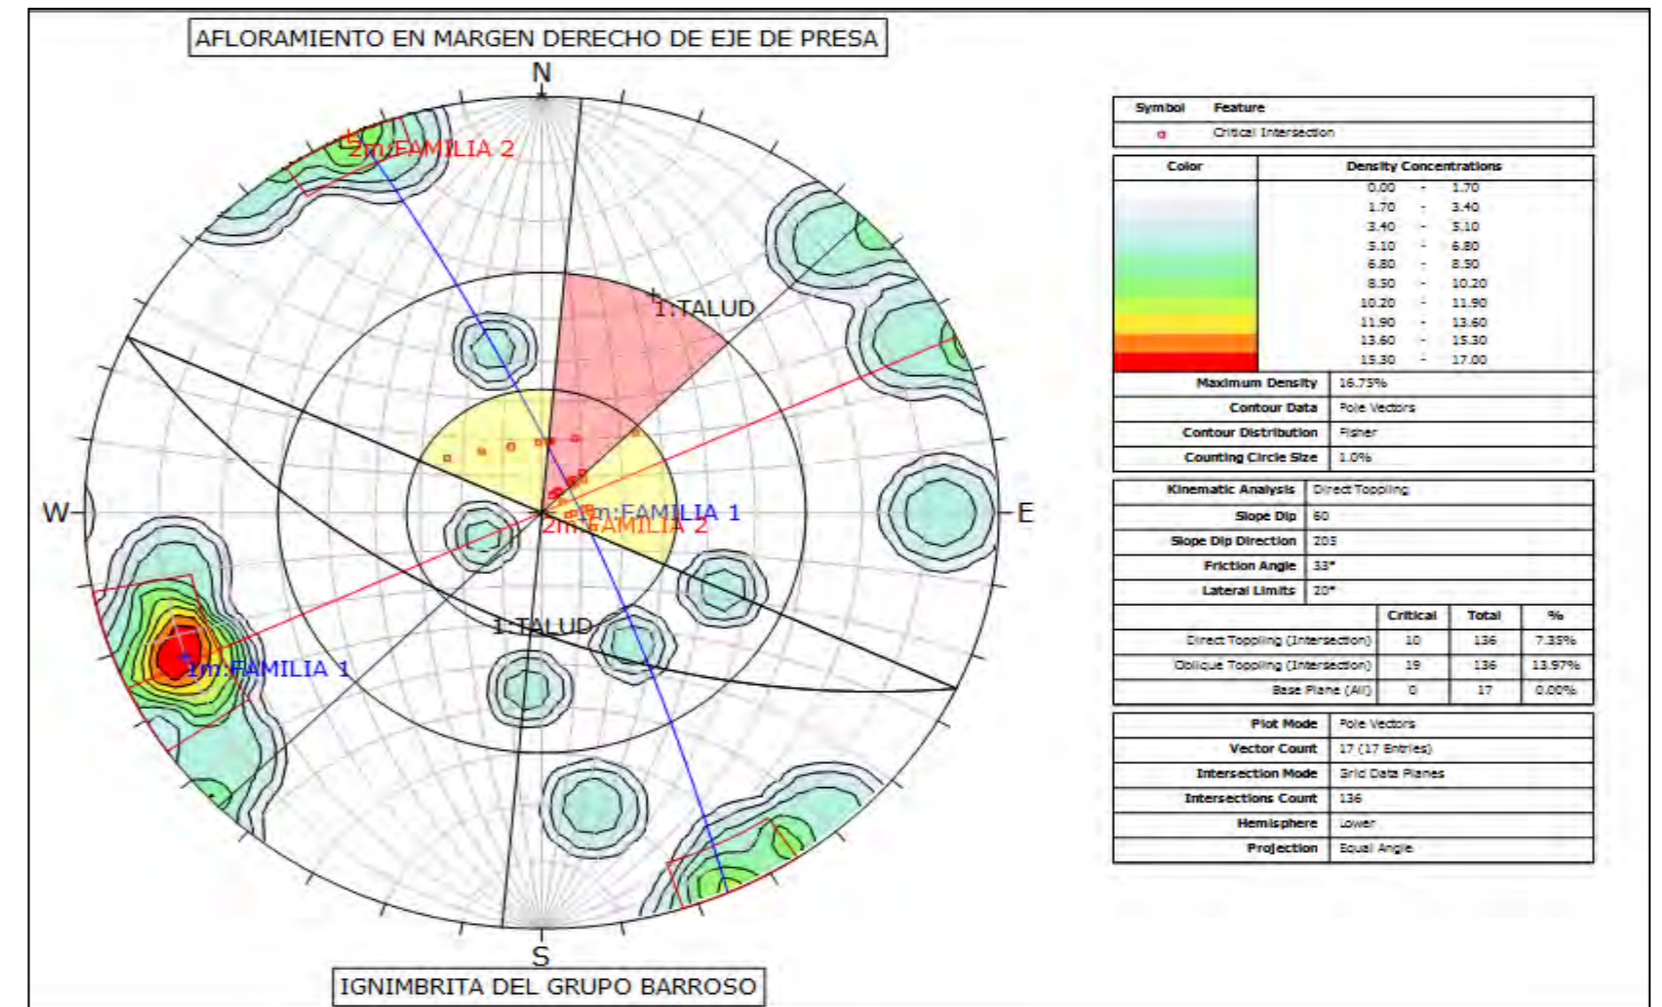 AFLORAMIENTO EN MARGEN DERECHO DE EJE DE PRESA
N
2m:FAMILIA 2
1:TALUD
W
E
1m:FAMILIA 1
2m:FAMILIA 2
1:TALUD
1m:FAMILIA 1
S
IGNIMBRITA DEL GRUPO BARROSO
Symbol Feature
Critical Intersection
Color Density Concentrations
0.00 - 1.70
1.70 - 3.40
3.40 - 5.10
5.10 - 6.80
6.80 - 8.50
8.50 - 10.20
10.20 - 11.90
11.90 - 13.60
13.60 - 15.30
15.30 - 17.00
Maximum Density 16.75%
Contour Data Pole Vectors
Contour Distribution Fisher
Counting Circle Size 1.0%
Kinematic Analysis Direct Toppling
Slope Dip 60
Slope Dip Direction 205
Friction Angle 33°
Lateral Limits 20°
Critical Total %
Direct Toppling (Intersection) 10 136 7.35%
Oblique Toppling (Intersection) 19 136 13.97%
Base Plane (All) 0 17 0.00%
Plot Mode Pole Vectors
Vector Count 17 (17 Entries)
Intersection Mode Grid Data Planes
Intersections Count 136
Hemisphere Lower
Projection Equal Angle